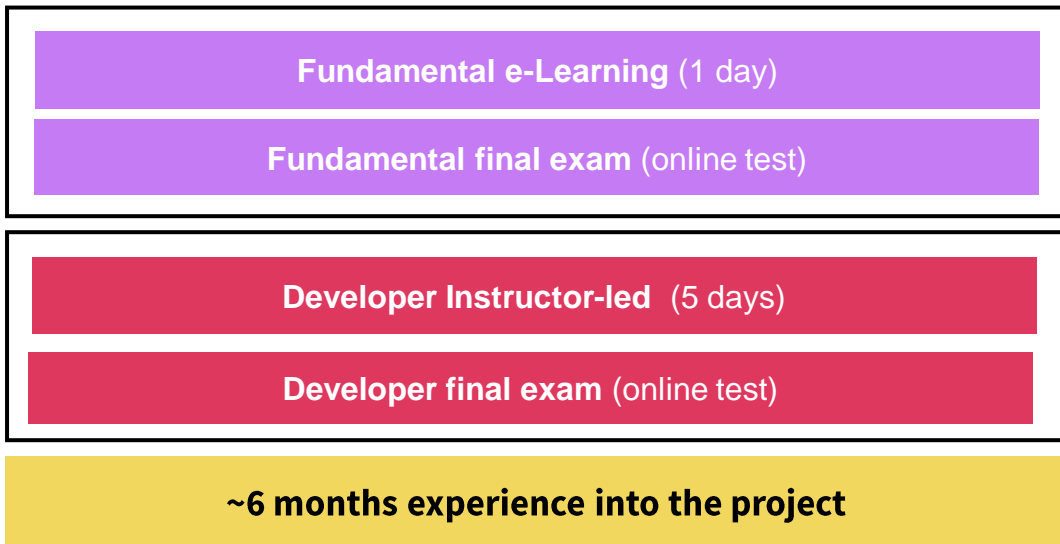 Fundamental e-Learning (1 day)
Fundamental final exam (online test)
Developer Instructor-led (5 days)
Developer final exam (online test)
~6 months experience into the project